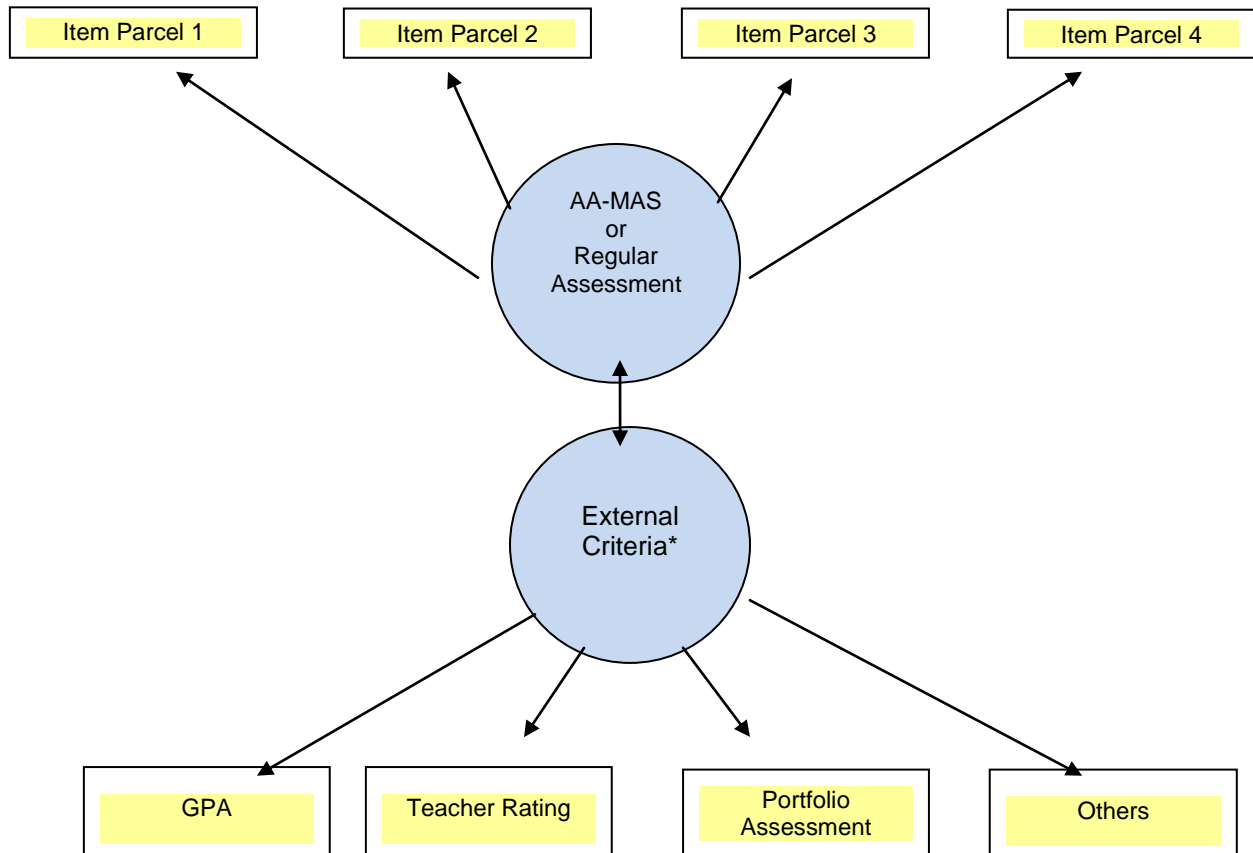 Item Parcel 1
Item Parcel 2
Item Parcel 3
Item Parcel 4
AA-MAS
or
Regular
Assessment
External
Criteria*
GPA
Teacher Rating
Portfolio
Assessment
Others